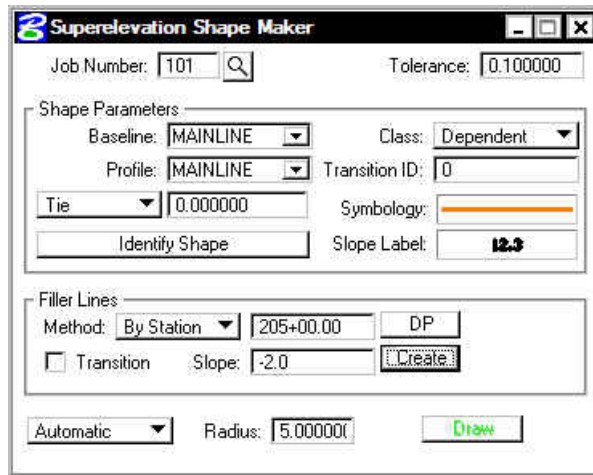 Superelevation Shape Maker
Job Number: 101 Tolerance: 0.100000
Shape Parameters
Baseline: MAINLINE Class: Dependent
Profile: MAINLINE Transition ID: 0
Tie 0.000000 Symbology:
Identify Shape Slope Label: 12.3
Filler Lines
Method: By Station 205+00.00 DP
Transition Slope: -2.0 Create
Automatic Radius: 5.00000( Draw